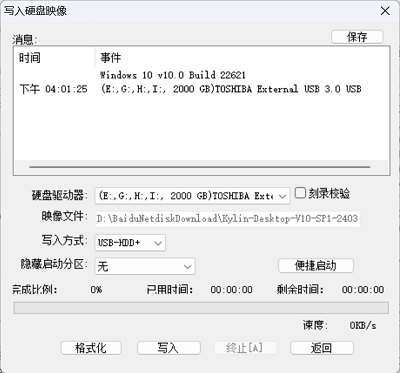 写入硬盘映像
消息:
保存
时间 事件
Windows 10 v10.0 Build 22621
下午 04:01:25 (E:,G:,H:,I:, 2000 GB)TOSHIBA External USB 3.0 USB
硬盘驱动器: (E:,G:,H:,I:, 2000 GB)TOSHIBA Exte 刻录校验
映像文件: D:\BaiduNetdiskDownload\Kylin-Desktop-V10-SP1-2403
写入方式: USB-HDD+
隐藏启动分区: 无 便捷启动
完成比例: 0% 已用时间: 00:00:00 剩余时间: 00:00:00
速度: 0KB/s
格式化 写入 终止[A] 返回